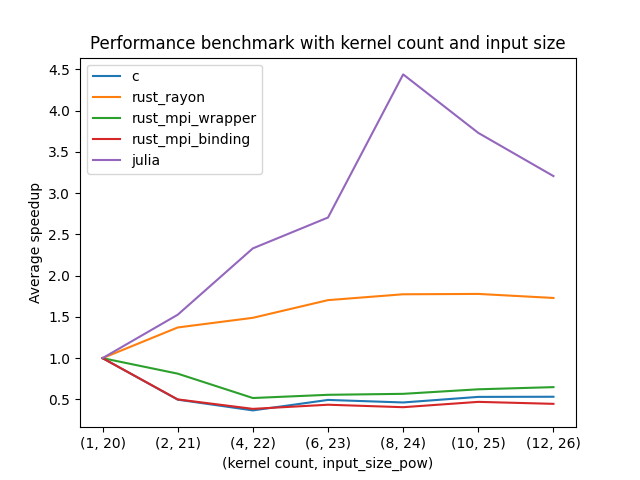 Performance benchmark with kernel count and input size
c
rust_rayon
rust_mpi_wrapper
rust_mpi_binding
julia
Average speedup
4.5
4.0
3.5
3.0
2.5
2.0
1.5
1.0
0.5
(1, 20) (2, 21) (4, 22) (6, 23) (8, 24) (10, 25) (12, 26)
(kernel count, input_size_pow)